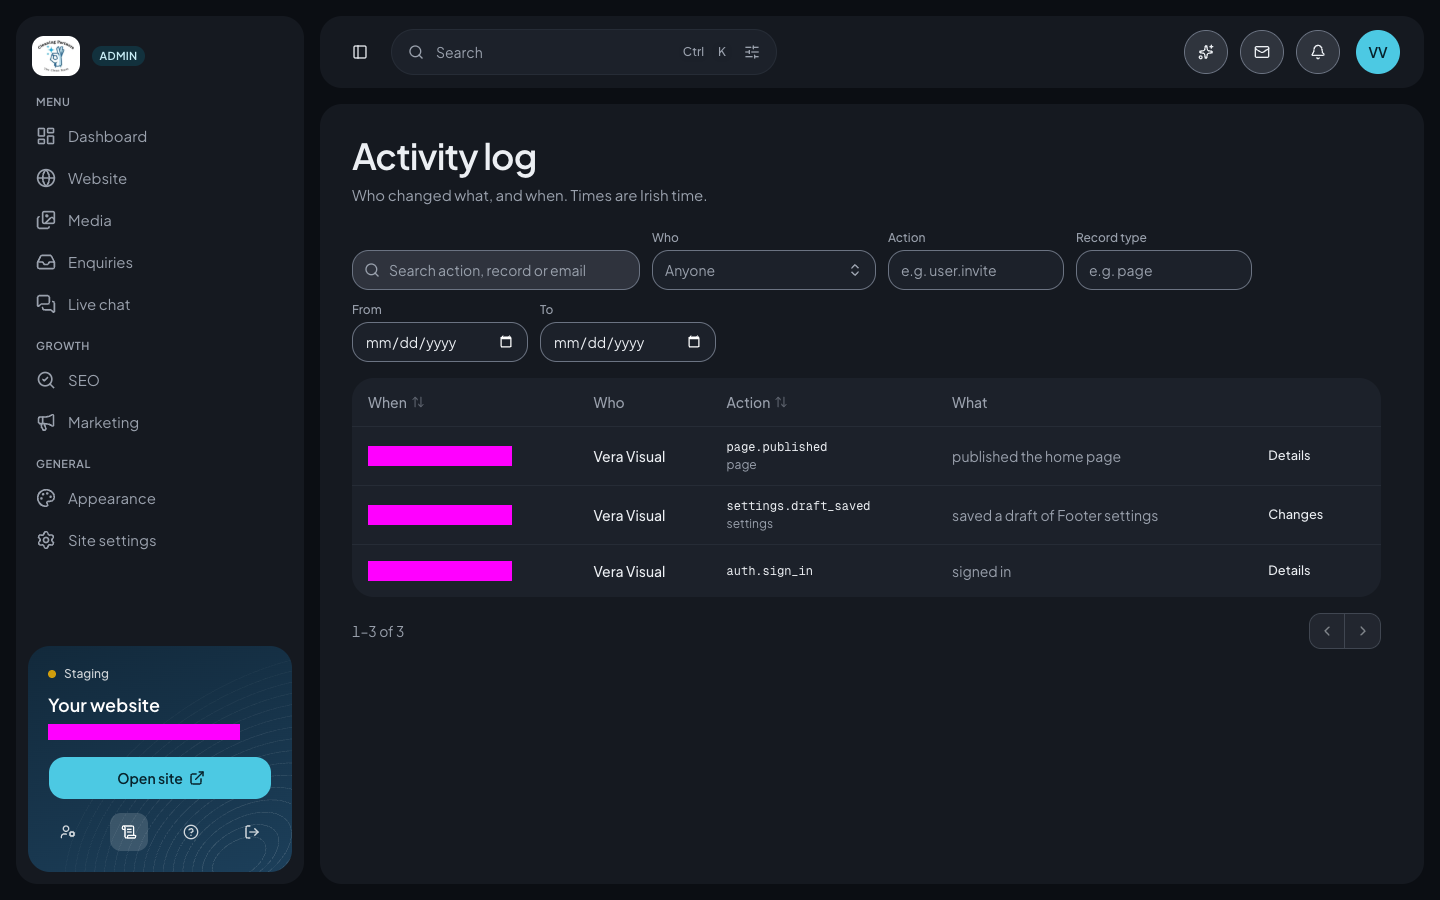 ADMIN
MENU
Dashboard
Website
Media
Enquiries
Live chat
GROWTH
SEO
Marketing
GENERAL
Appearance
Site settings
Staging
Your website
Open site
Search
Ctrl K
VV
Activity log
Who changed what, and when. Times are Irish time.
Search action, record or email
Who
Anyone
Action
e.g. user.invite
Record type
e.g. page
From
mm/dd/yyyy
To
mm/dd/yyyy
When Who Action What
Vera Visual page.published page published the home page Details
Vera Visual settings.draft_saved settings saved a draft of Footer settings Changes
Vera Visual auth.sign_in signed in Details
1–3 of 3